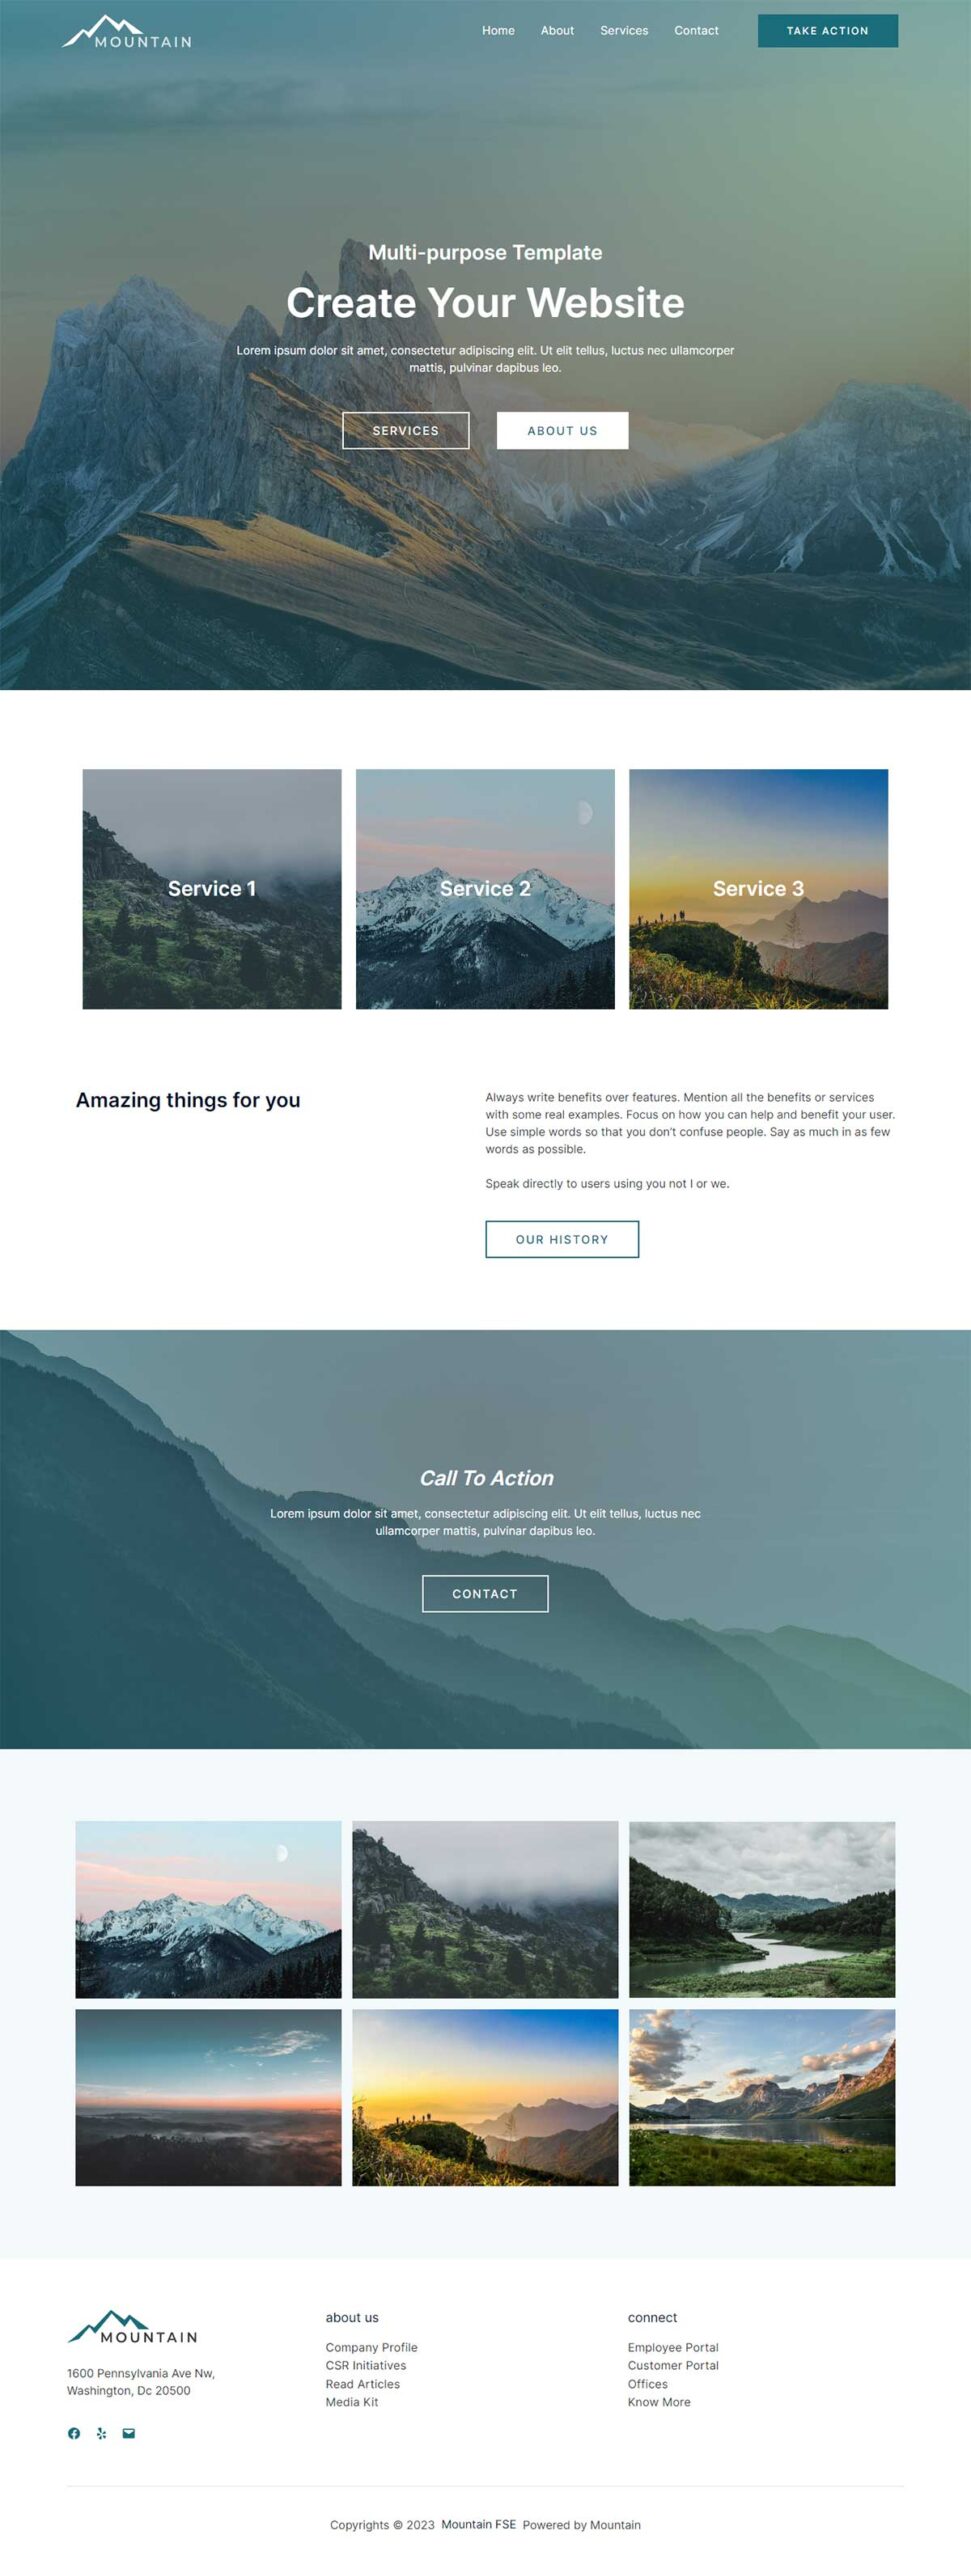 MOUNTAIN
Home About Services Contact TAKE ACTION
Multi-purpose Template
Create Your Website
Lorem ipsum dolor sit amet, consectetur adipiscing elit. Ut elit tellus, luctus nec ullamcorper
mattis, pulvinar dapibus leo.
SERVICES ABOUT US
Service 1 Service 2 Service 3
Amazing things for you
Always write benefits over features. Mention all the benefits or services
with some real examples. Focus on how you can help and benefit your user.
Use simple words so that you don't confuse people. Say as much in as few
words as possible.
Speak directly to users using you not I or we.
OUR HISTORY
Call To Action
Lorem ipsum dolor sit amet, consectetur adipiscing elit. Ut elit tellus, luctus nec
ullamcorper mattis, pulvinar dapibus leo.
CONTACT
MOUNTAIN
1600 Pennsylvania Ave Nw,
Washington, Dc 20500
about us
Company Profile
CSR Initiatives
Read Articles
Media Kit
connect
Employee Portal
Customer Portal
Offices
Know More
Copyrights © 2023 Mountain FSE Powered by Mountain